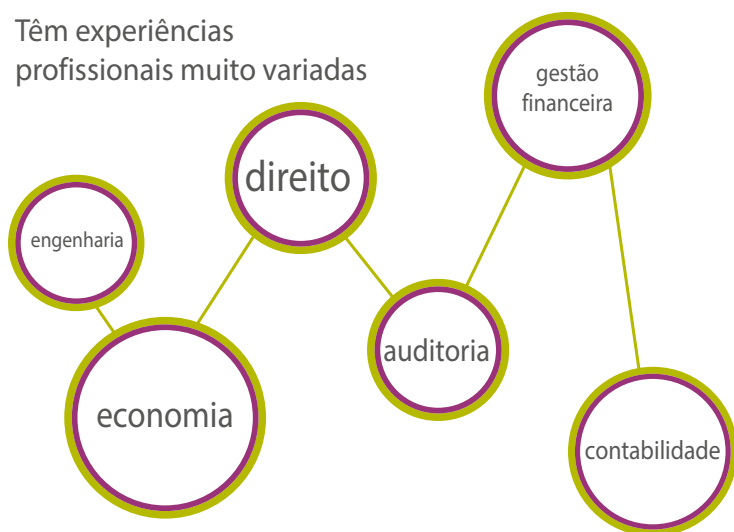 Têm experiências
profissionais muito variadas
gestão
financeira
direito
engenharia
auditoria
economia
contabilidade